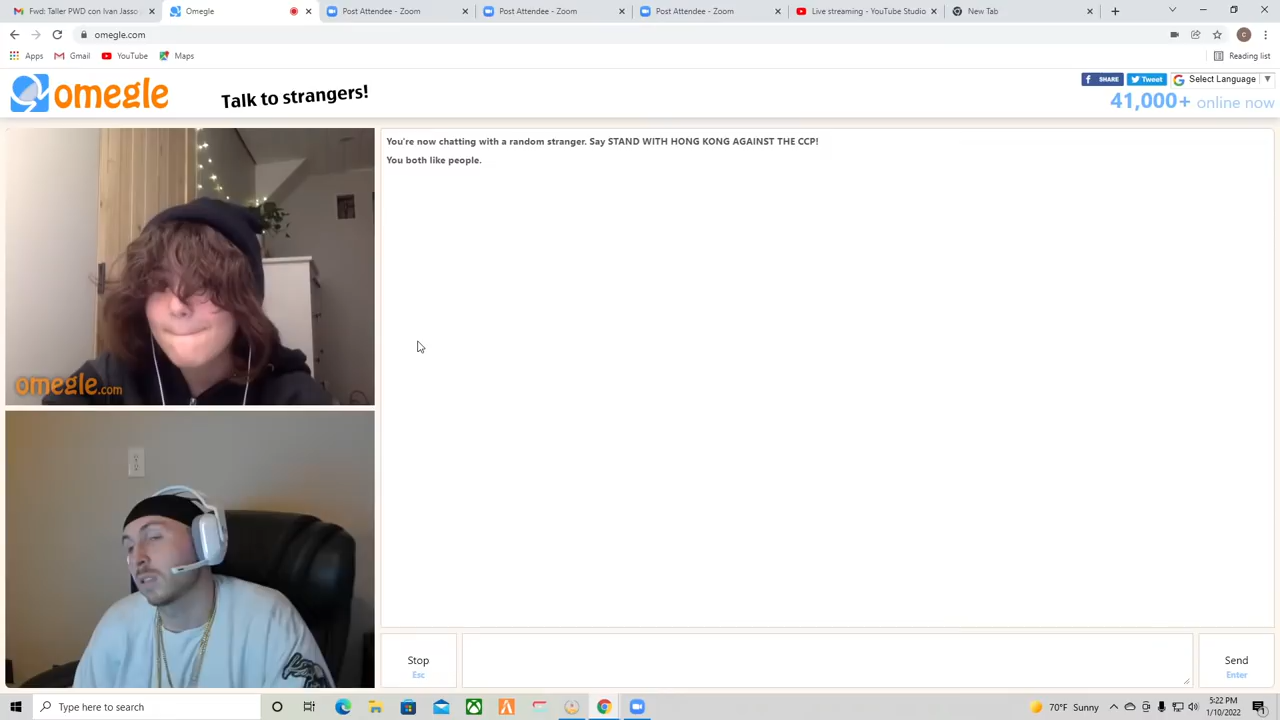 Fwd: Taller PWD con Ivan Jasso
Omegle
Post Attendee - Zoom
Post Attendee - Zoom
Post Attendee - Zoom
Live streaming - YouTube Studio
New Tab
omegle.com
Apps
Gmail
YouTube
Maps
Reading list
omegle
Talk to strangers!
SHARE
Tweet
Select Language
41,000+ online now
You're now chatting with a random stranger. Say STAND WITH HONG KONG AGAINST THE CCP!
You both like people.
omegle.com
Stop
Esc
Send
Enter
Type here to search
70°F Sunny
5:22 PM
1/10/2022